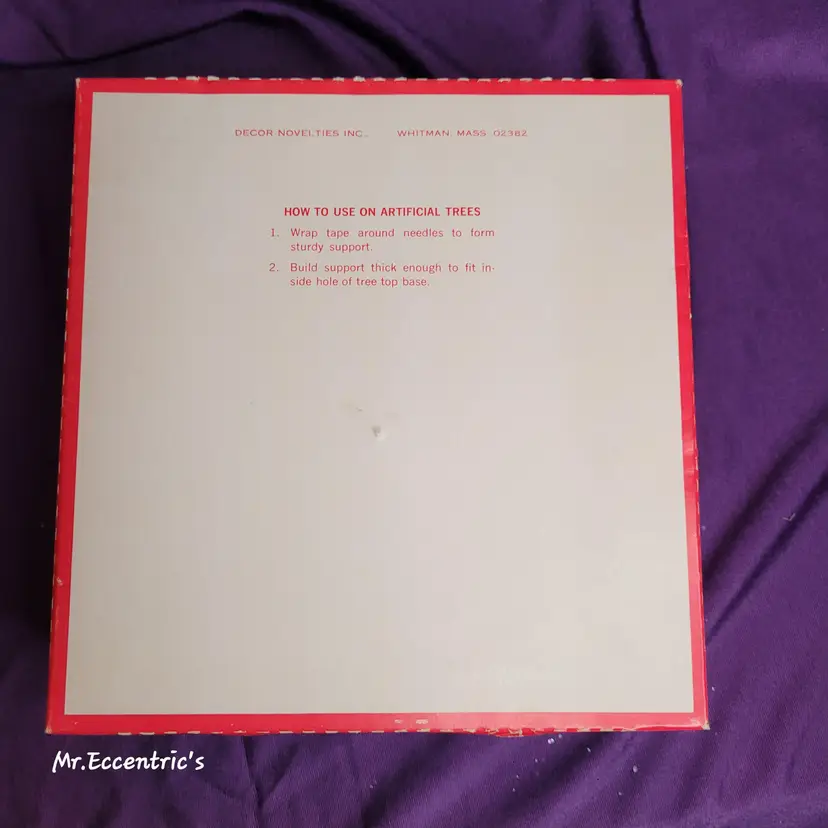 DECOR NOVELTIES INC. WHITMAN, MASS 02382
HOW TO USE ON ARTIFICIAL TREES
1. Wrap tape around needles to form
sturdy support.
2. Build support thick enough to fit in-
side hole of tree top base.
Mr.Eccentric's